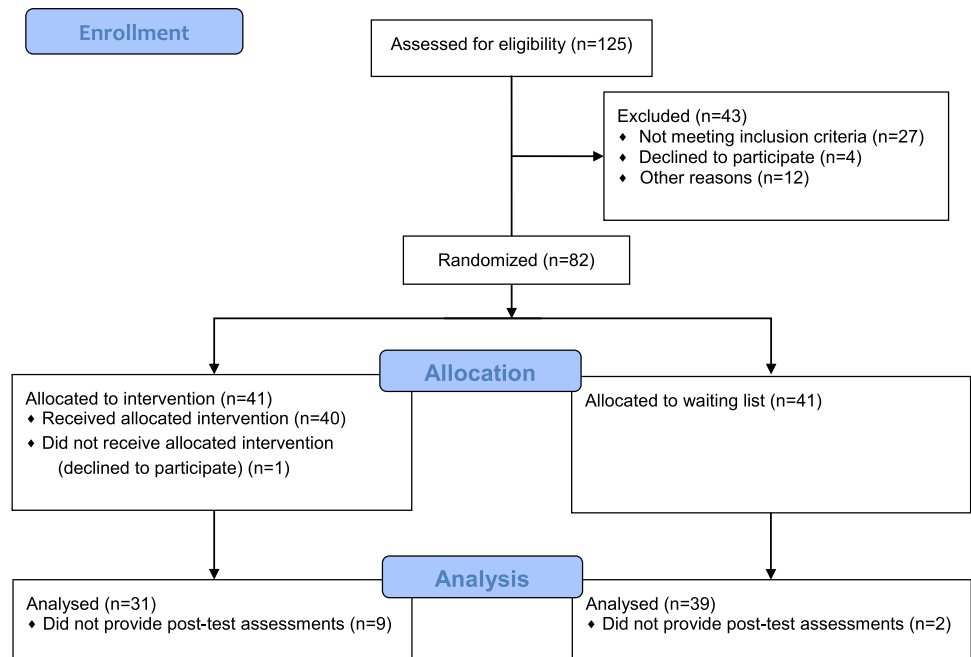 Enrollment
Assessed for eligibility (n=125)
Excluded (n=43)
♦ Not meeting inclusion criteria (n=27)
♦ Declined to participate (n=4)
♦ Other reasons (n=12)
Randomized (n=82)
Allocation
Allocated to intervention (n=41)
♦ Received allocated intervention (n=40)
♦ Did not receive allocated intervention
(declined to participate) (n=1)
Allocated to waiting list (n=41)
Analysis
Analysed (n=31)
♦ Did not provide post-test assessments (n=9)
Analysed (n=39)
♦ Did not provide post-test assessments (n=2)